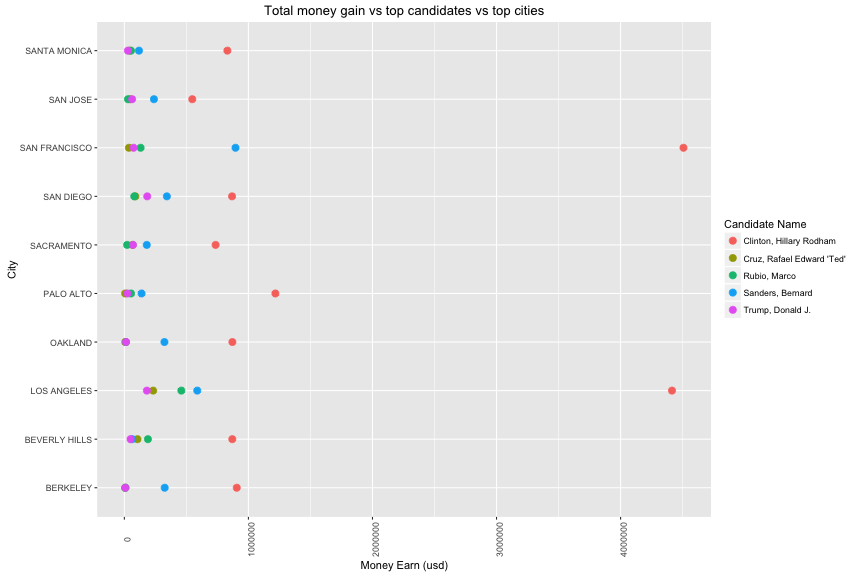 Total money gain vs top candidates vs top cities
SANTA MONICA
SAN JOSE
SAN FRANCISCO
SAN DIEGO
SACRAMENTO
PALO ALTO
OAKLAND
LOS ANGELES
BEVERLY HILLS
BERKELEY
City
0
1000000
2000000
3000000
4000000
Money Earn (usd)
Candidate Name
Clinton, Hillary Rodham
Cruz, Rafael Edward 'Ted'
Rubio, Marco
Sanders, Bernard
Trump, Donald J.